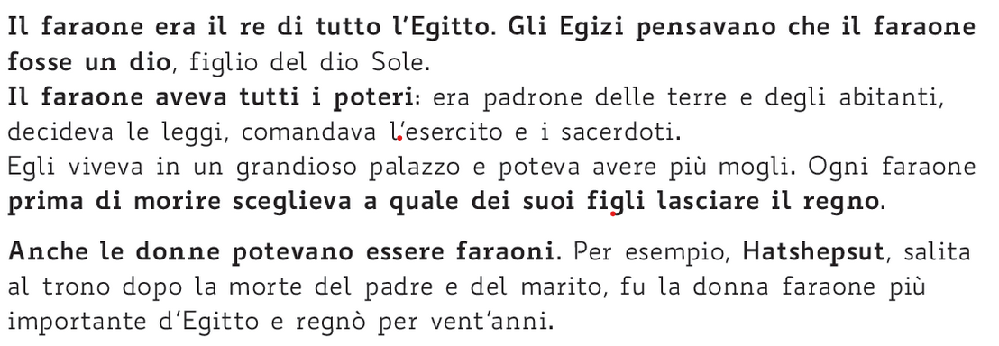 Il faraone era il re di tutto l'Egitto. Gli Egizi pensavano che il faraone
fosse un dio, figlio del dio Sole.
Il faraone aveva tutti i poteri: era padrone delle terre e degli abitanti,
decideva le leggi, comandava l'esercito e i sacerdoti.
Egli viveva in un grandioso palazzo e poteva avere più mogli. Ogni faraone
prima di morire sceglieva a quale dei suoi figli lasciare il regno.
Anche le donne potevano essere faraoni. Per esempio, Hatshepsut, salita
al trono dopo la morte del padre e del marito, fu la donna faraone più
importante d'Egitto e regnò per vent'anni.